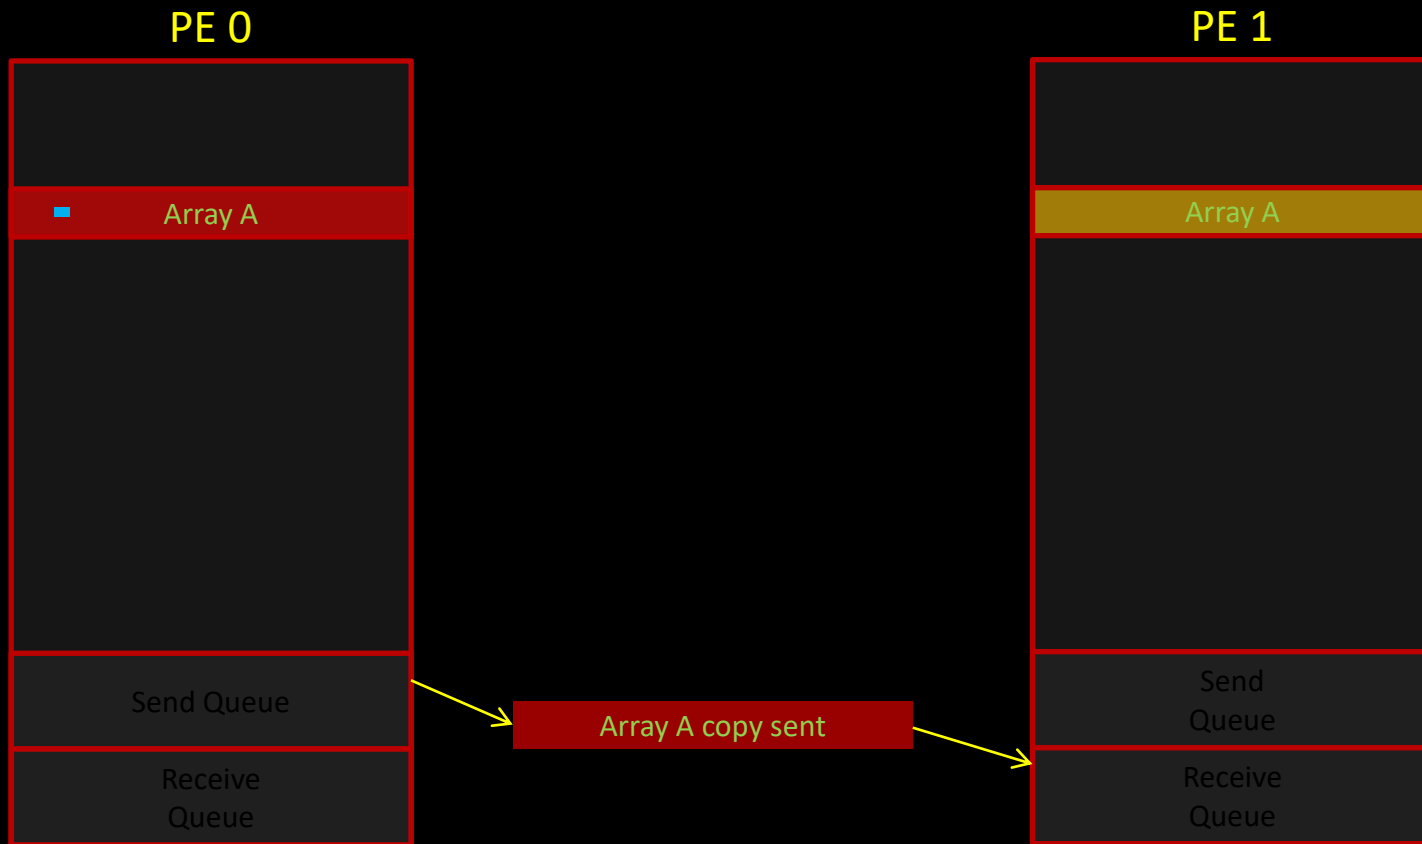 PE 0
PE 1
Array A
Array A
Send Queue
Array A copy sent
Send
Queue
Receive
Queue
Receive
Queue